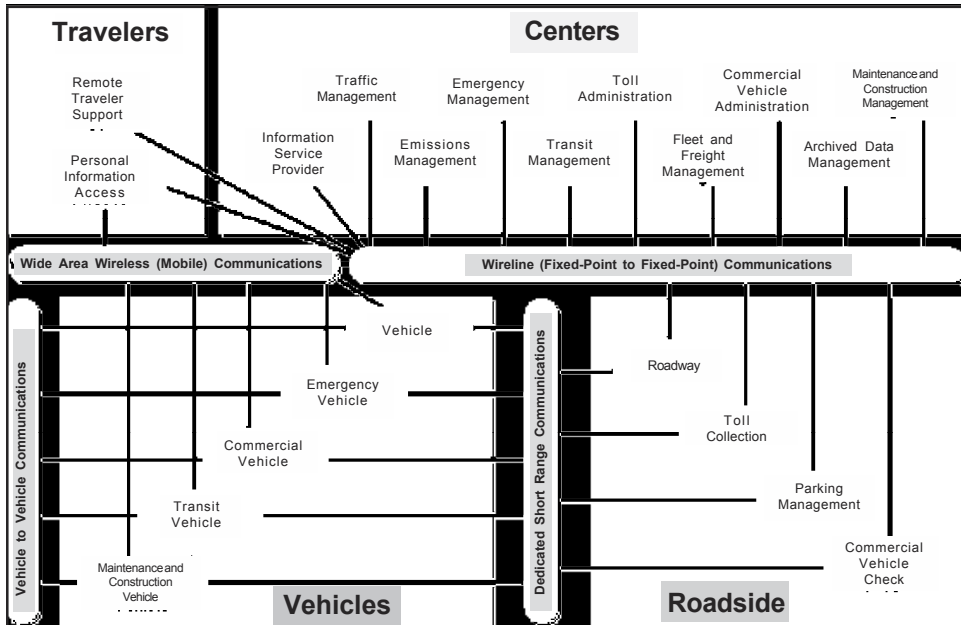 Travelers
Centers
Remote
Traveler
Support
Personal
Information
Access
Information
Service
Provider
Traffic
Management
Emissions
Management
Emergency
Management
Transit
Management
Toll
Administration
Fleet and
Freight
Management
Commercial
Vehicle
Administration
Archived Data
Management
Maintenance and
Construction
Management
Wide Area Wireless (Mobile) Communications
Wireline (Fixed-Point to Fixed-Point) Communications
Vehicle to Vehicle Communications
Vehicle
Emergency
Vehicle
Commercial
Vehicle
Transit
Vehicle
Maintenance and
Construction
Vehicle
Vehicles
Dedicated Short Range Communications
Roadway
Toll
Collection
Parking
Management
Commercial
Vehicle
Check
Roadside